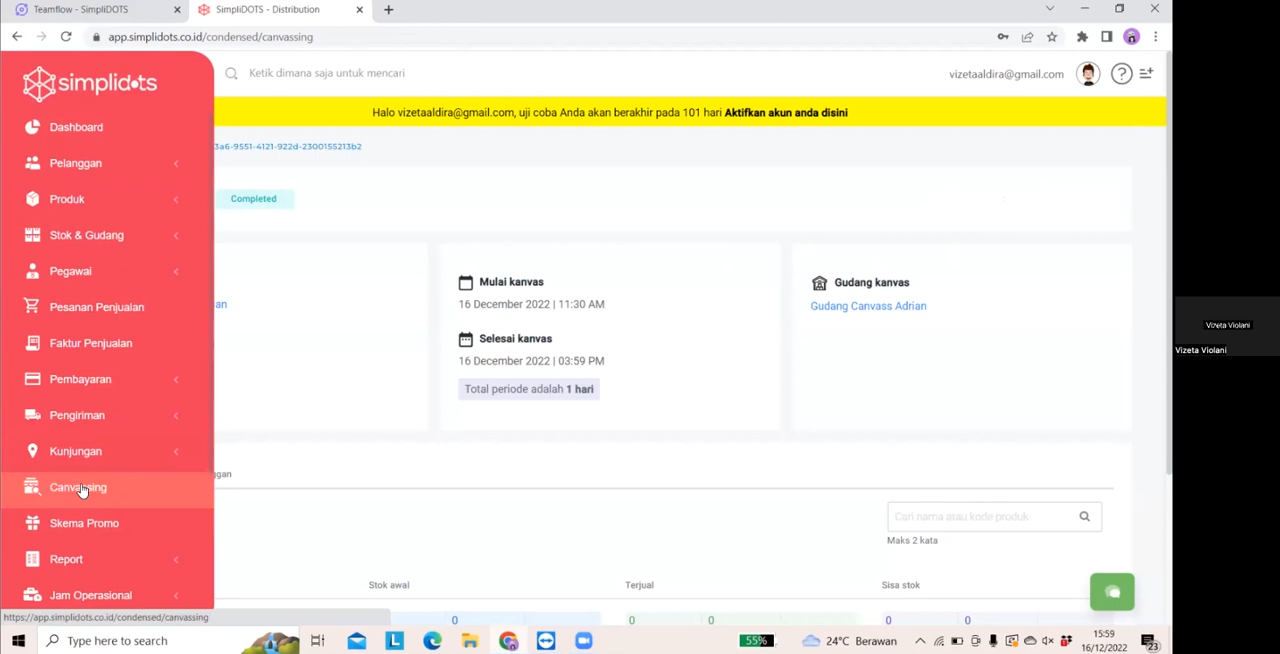 Teamflow - SimpliDOTS
SimpliDOTS - Distribution
app.simplidots.co.id/condensed/canvassing
simplidots
Ketik dimana saja untuk mencari
vizetaaldira@gmail.com
Halo vizetaaldira@gmail.com, uji coba Anda akan berakhir pada 101 hari Aktifkan akun anda disini
Dashboard
Pelanggan
Produk
Stok & Gudang
Pegawai
Pesanan Penjualan
Faktur Penjualan
Pembayaran
Pengiriman
Kunjungan
Canvassing
Skema Promo
Report
Jam Operasional
3a6-9551-4121-922d-2300155213b2
Completed
an
Mulai kanvas
16 December 2022 | 11:30 AM
Selesai kanvas
16 December 2022 | 03:59 PM
Total periode adalah 1 hari
Gudang kanvas
Gudang Canvass Adrian
ggan
Cari nama atau kode produk
Maks 2 kata
Stok awal
Terjual
Sisa stok
0
0 0
0 0
https://app.simplidots.co.id/condensed/canvassing
Vizeta Violani
Vizeta Violani
Type here to search
55%
24°C Berawan
15:59
16/12/2022
23